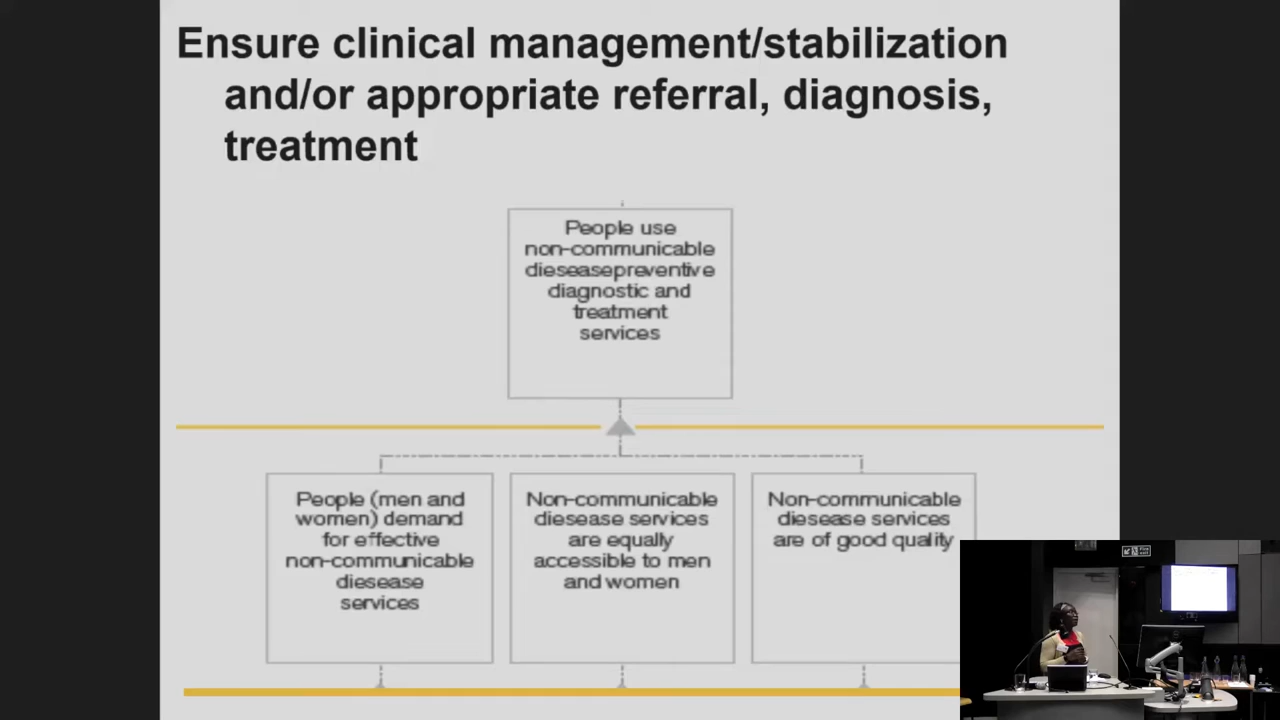 Ensure clinical management/stabilization
and/or appropriate referral, diagnosis,
treatment
People use
non-communicable
dieseasepreventive
diagnostic and
treatment
services
People (men and
women) demand
for effective
non-communicable
diesease
services
Non-communicable
diesease services
are equally
accessible to men
and women
Non-communicable
diesease services
are of good quality